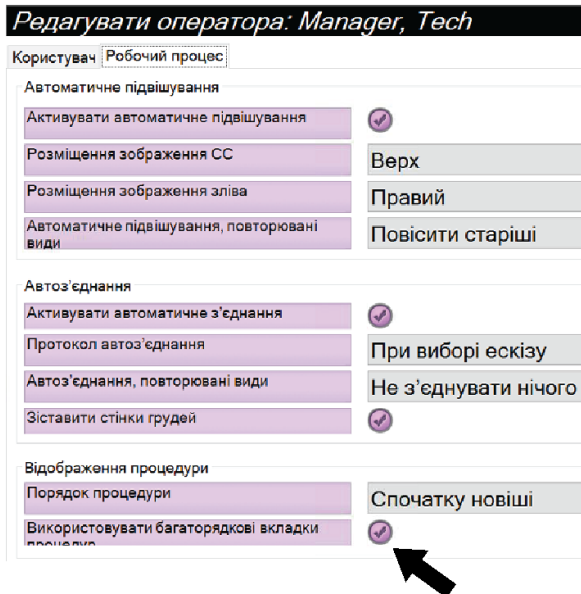 Редагувати оператора: Manager, Tech
Користувач Робочий процес
Автоматичне підвішування
Активувати автоматичне підвішування
Розміщення зображення CC Верх
Розміщення зображення зліва Правий
Автоматичне підвішування, повторювані
види
Повісити старіші
Автоз’єднання
Активувати автоматичне з’єднання
Протокол автоз’єднання При виборі ескізу
Автоз’єднання, повторювані види Не з’єднувати нічого
Зіставити стінки грудей
Відображення процедури
Порядок процедури Спочатку новіші
Використовувати багаторядкові вкладки